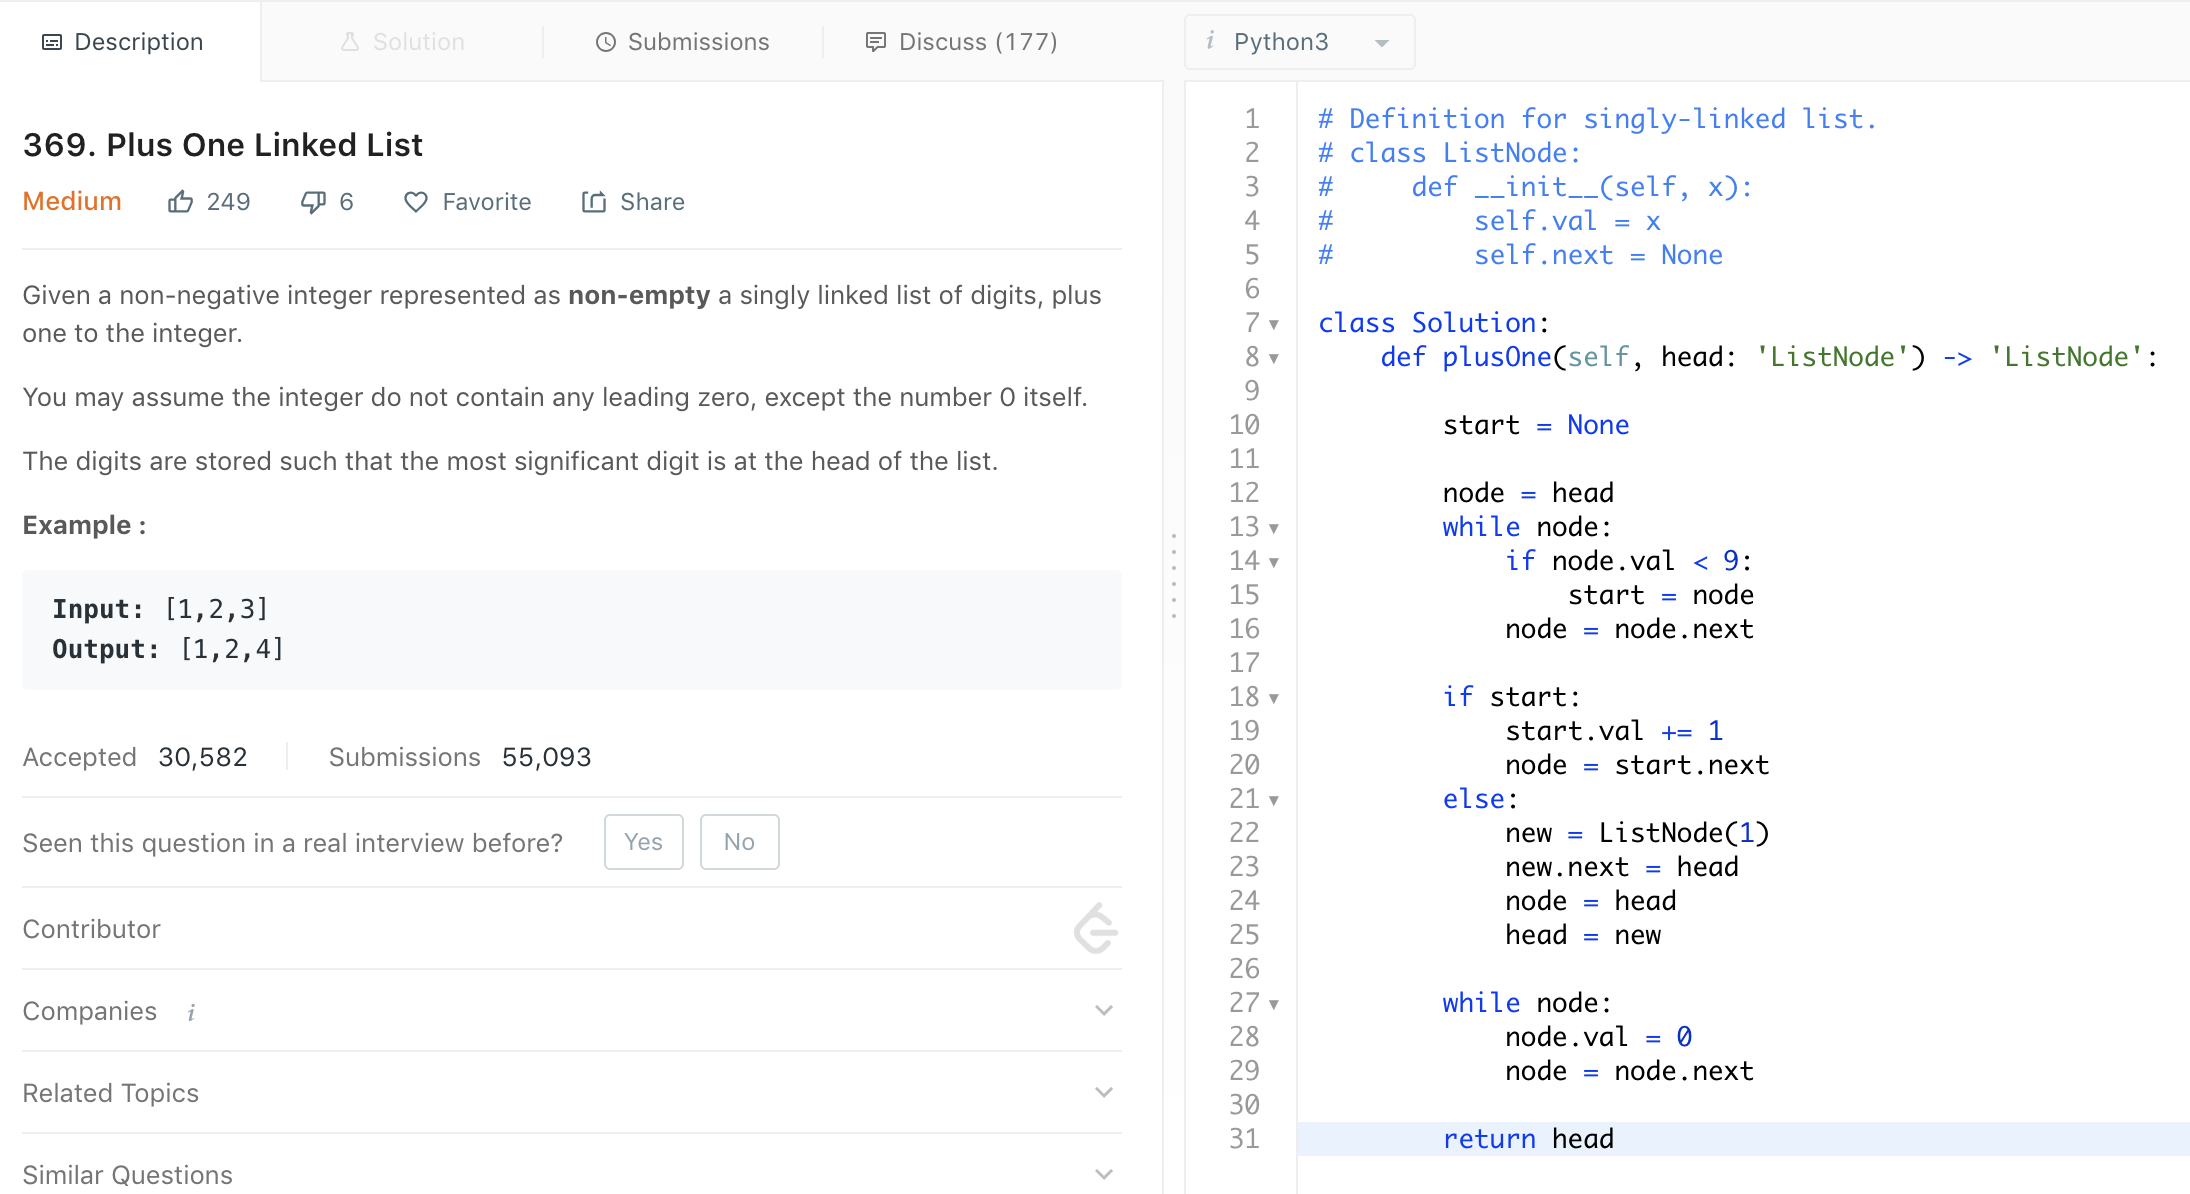 Description
Solution
Submissions
Discuss (177)
i Python3
369. Plus One Linked List
Medium 249 6 Favorite Share
Given a non-negative integer represented as non-empty a singly linked list of digits, plus
one to the integer.
You may assume the integer do not contain any leading zero, except the number 0 itself.
The digits are stored such that the most significant digit is at the head of the list.
Example :
Input: [1,2,3]
Output: [1,2,4]
Accepted 30,582 Submissions 55,093
Seen this question in a real interview before? Yes No
Contributor
Companies i
Related Topics
Similar Questions
1 # Definition for singly-linked list.
2 # class ListNode:
3 #     def __init__(self, x):
4 #         self.val = x
5 #         self.next = None
6
7 class Solution:
8     def plusOne(self, head: 'ListNode') -> 'ListNode':
9
10         start = None
11
12         node = head
13         while node:
14             if node.val < 9:
15                 start = node
16             node = node.next
17
18         if start:
19             start.val += 1
20             node = start.next
21         else:
22             new = ListNode(1)
23             new.next = head
24             node = head
25             head = new
26
27         while node:
28             node.val = 0
29             node = node.next
30
31         return head